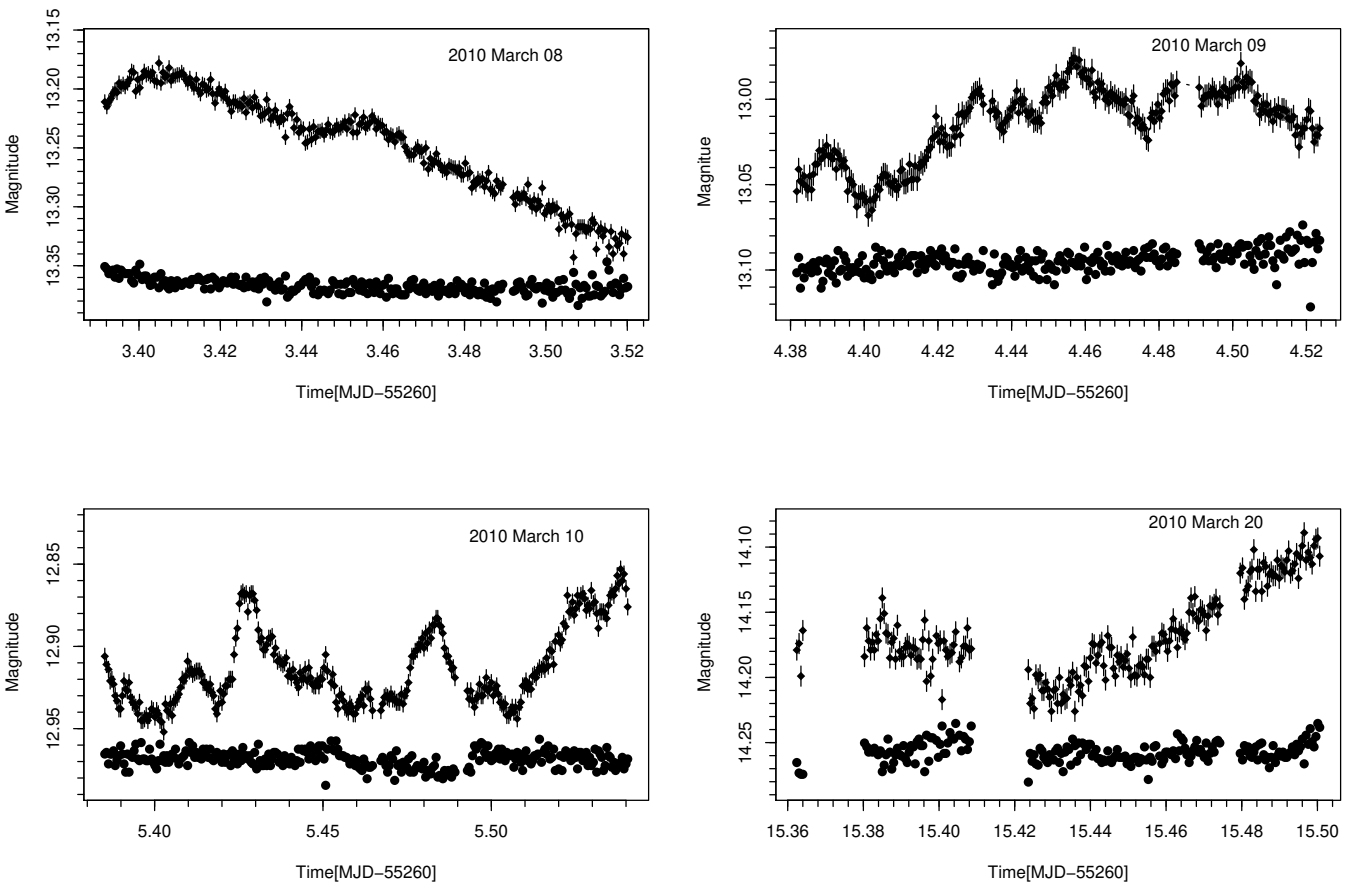 2010 March 08
Magnitude
13.15
13.20
13.25
13.30
13.35
3.40 3.42 3.44 3.46 3.48 3.50 3.52
Time[MJD−55260]
2010 March 09
Magnitue
13.00
13.05
13.10
4.38 4.40 4.42 4.44 4.46 4.48 4.50 4.52
Time[MJD−55260]
2010 March 10
Magnitude
12.85
12.90
12.95
5.40 5.45 5.50
Time[MJD−55260]
2010 March 20
Magnitude
14.10
14.15
14.20
14.25
15.36 15.38 15.40 15.42 15.44 15.46 15.48 15.50
Time[MJD−55260]